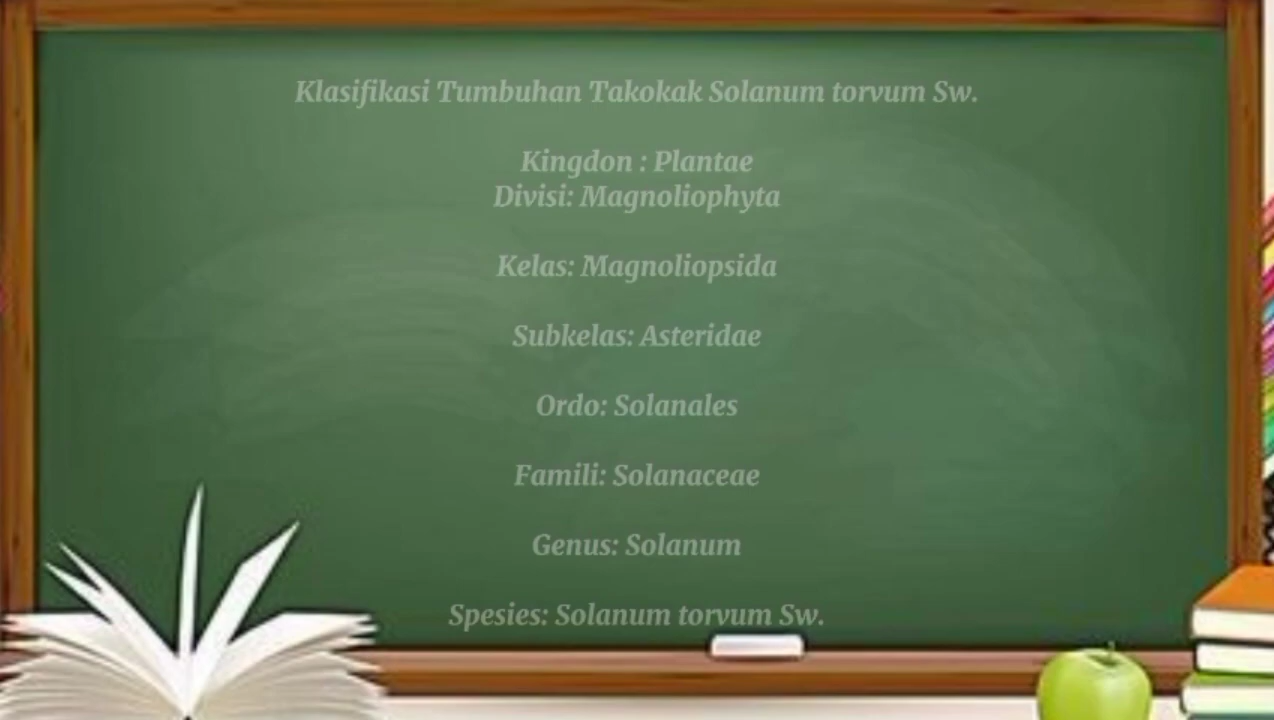 Klasifikasi Tumbuhan Takokak Solanum torvum Sw.
Kingdon : Plantae
Divisi: Magnoliophyta
Kelas: Magnoliopsida
Subkelas: Asteridae
Ordo: Solanales
Famili: Solanaceae
Genus: Solanum
Spesies: Solanum torvum Sw.